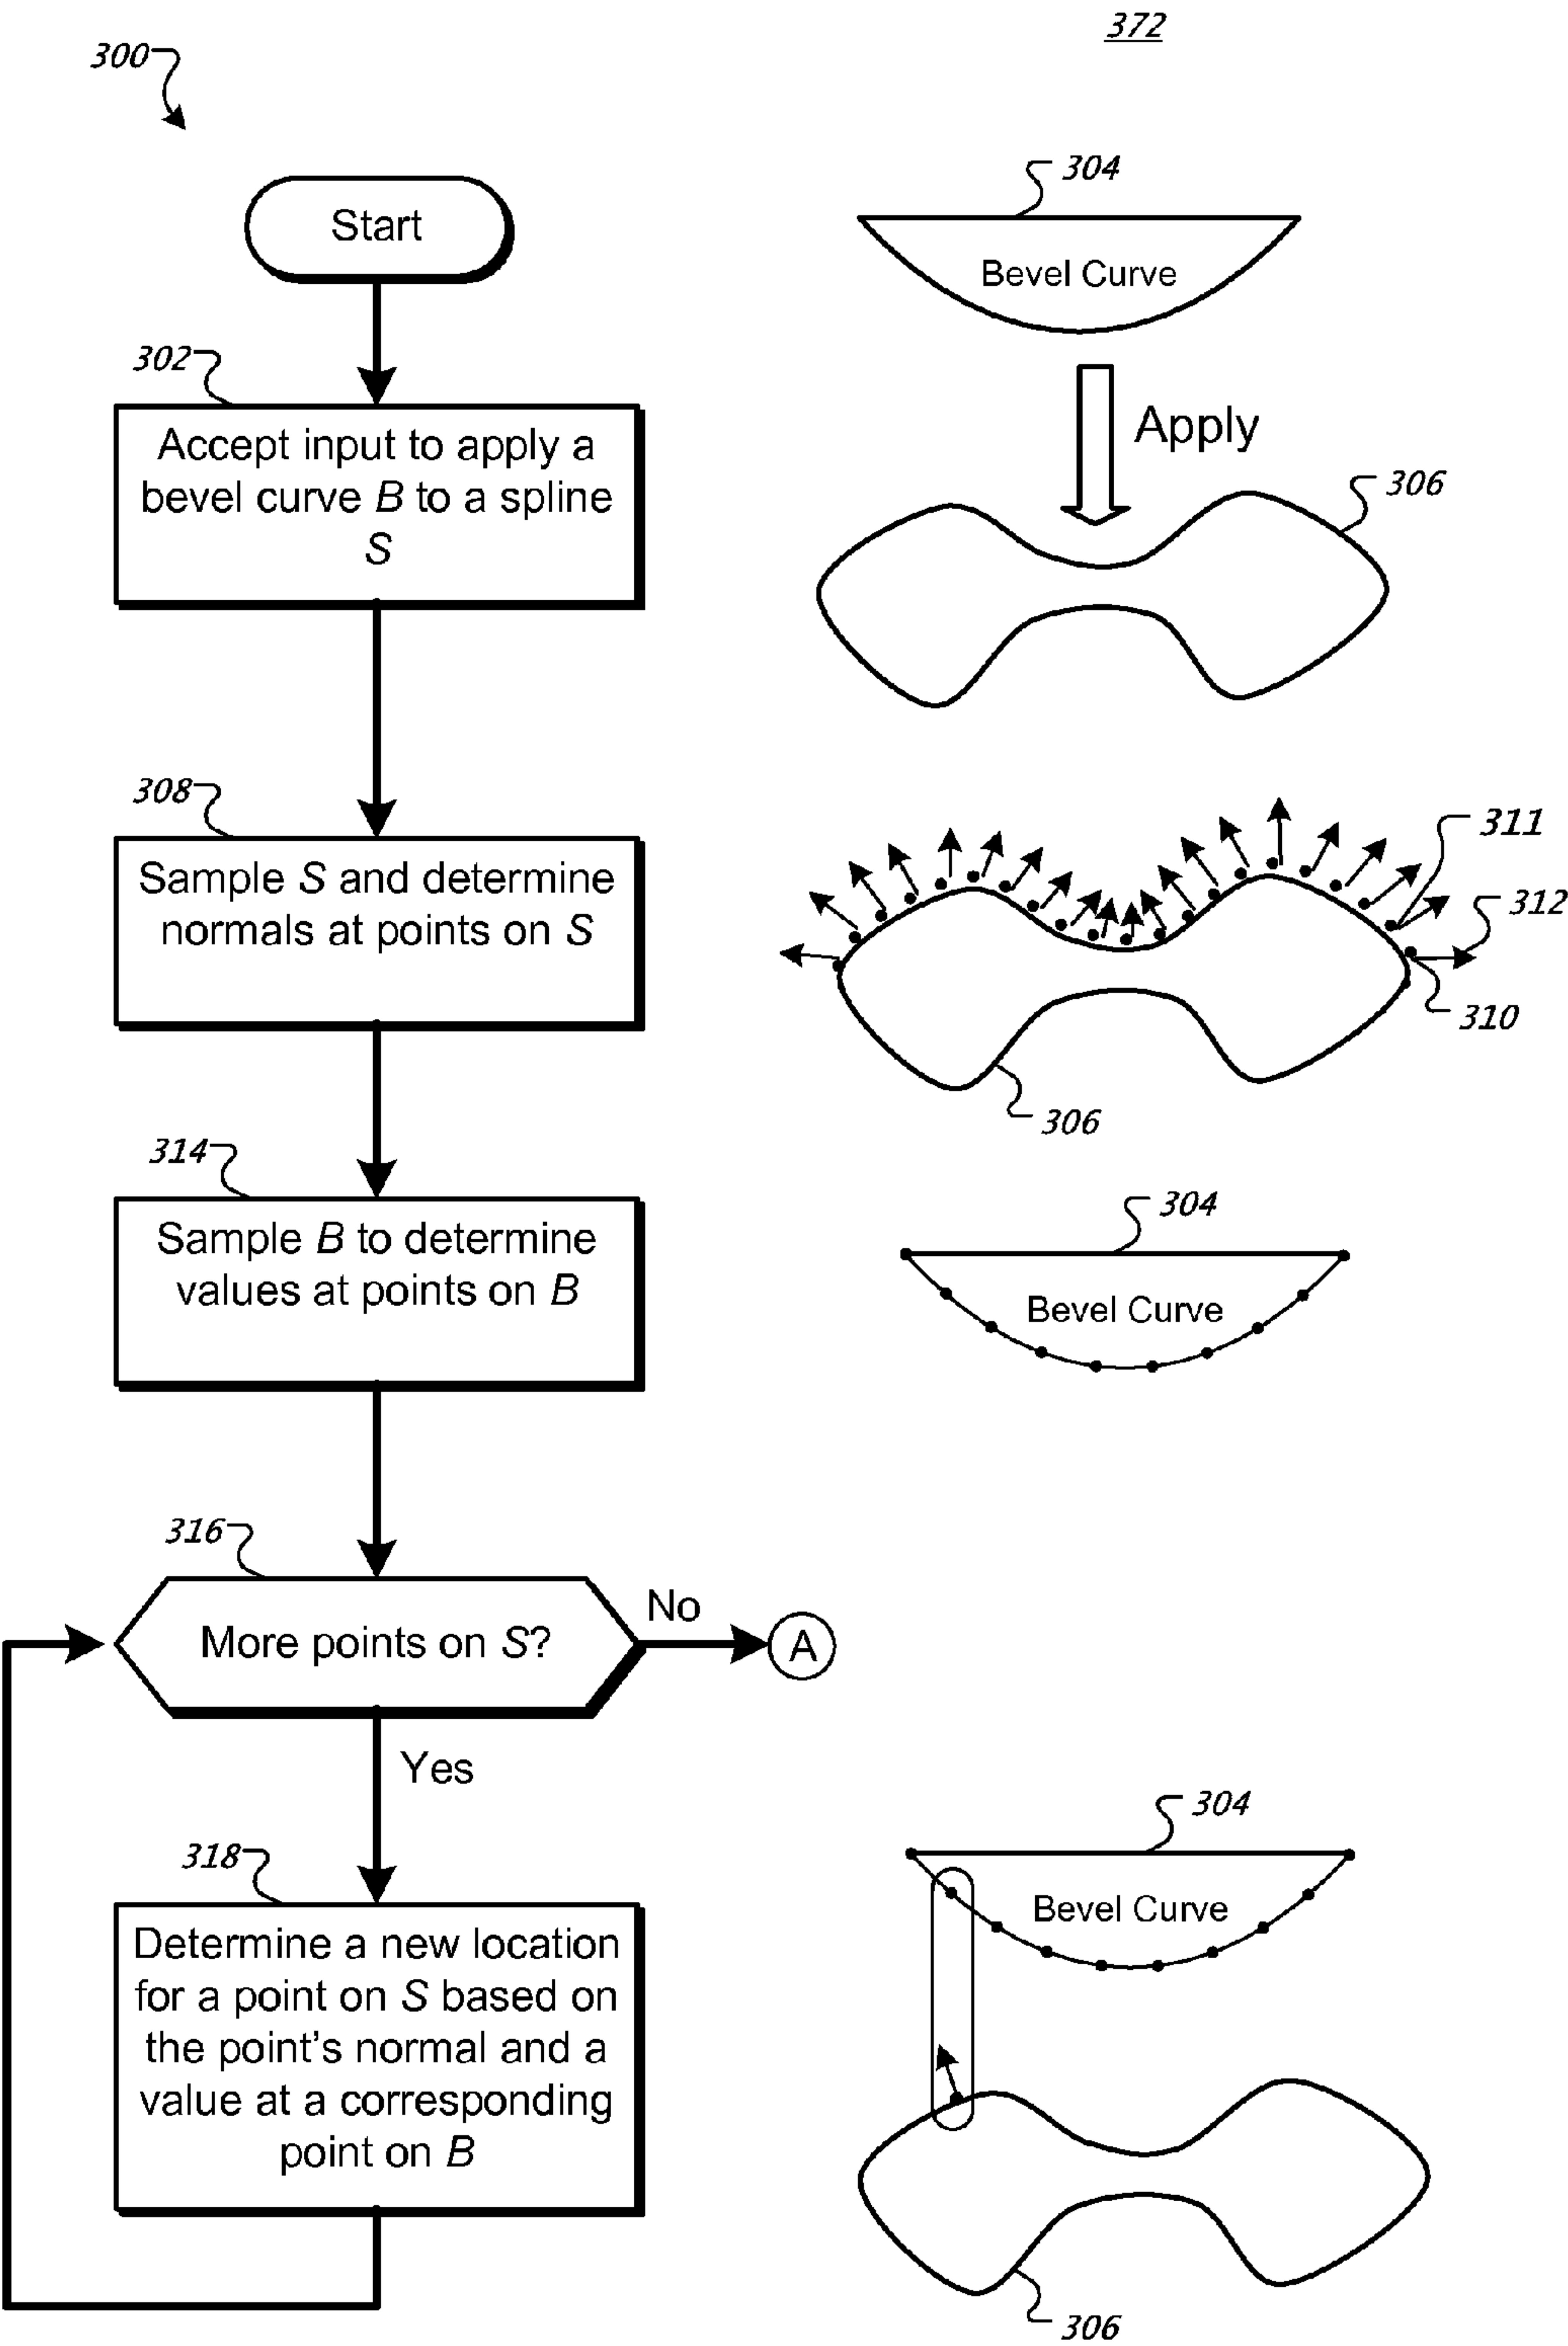 372
300
Start
304
Bevel Curve
302
Accept input to apply a
bevel curve B to a spline
S
Apply
306
308
Sample S and determine
normals at points on S
311
312
310
306
314
Sample B to determine
values at points on B
304
Bevel Curve
316
More points on S?
No
A
Yes
318
Determine a new location
for a point on S based on
the point's normal and a
value at a corresponding
point on B
304
Bevel Curve
306